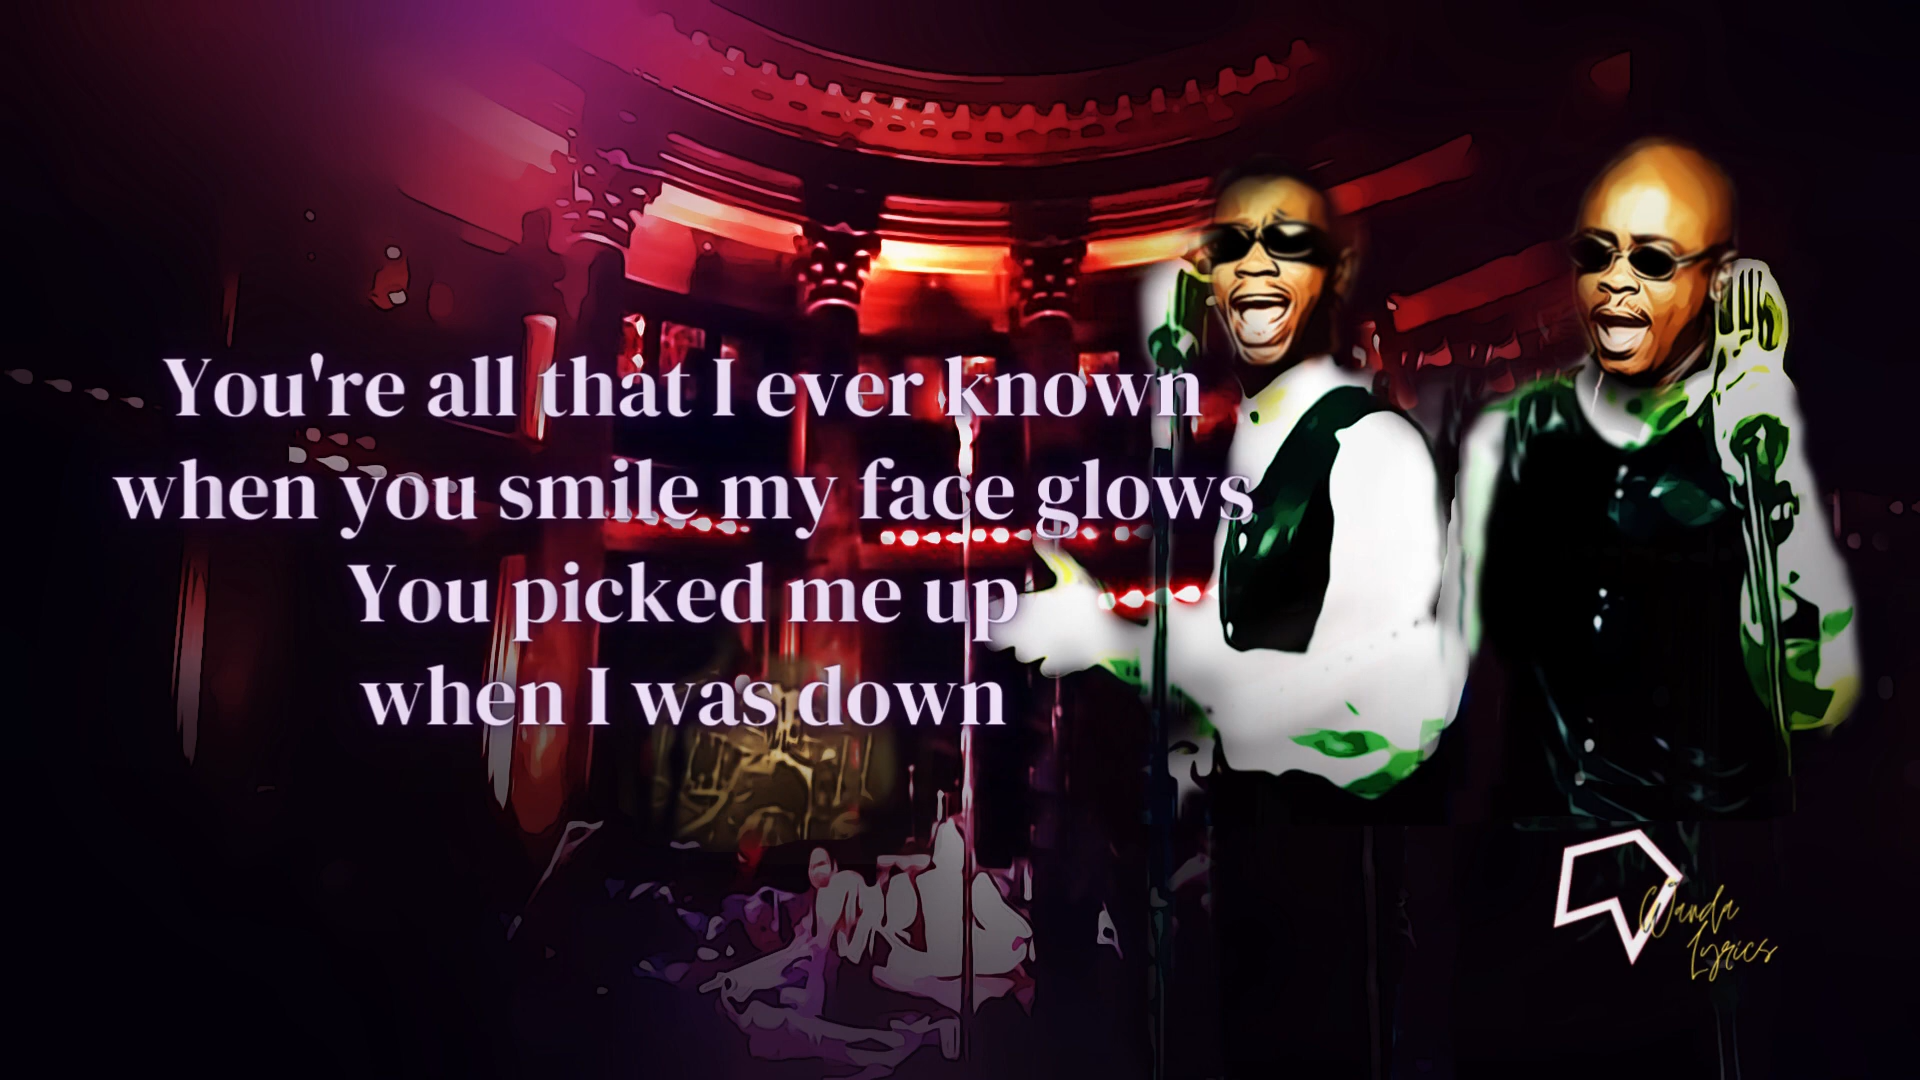 You're all that I ever known
when you smile my face glows
You picked me up
when I was down
Wanda
Lyrics